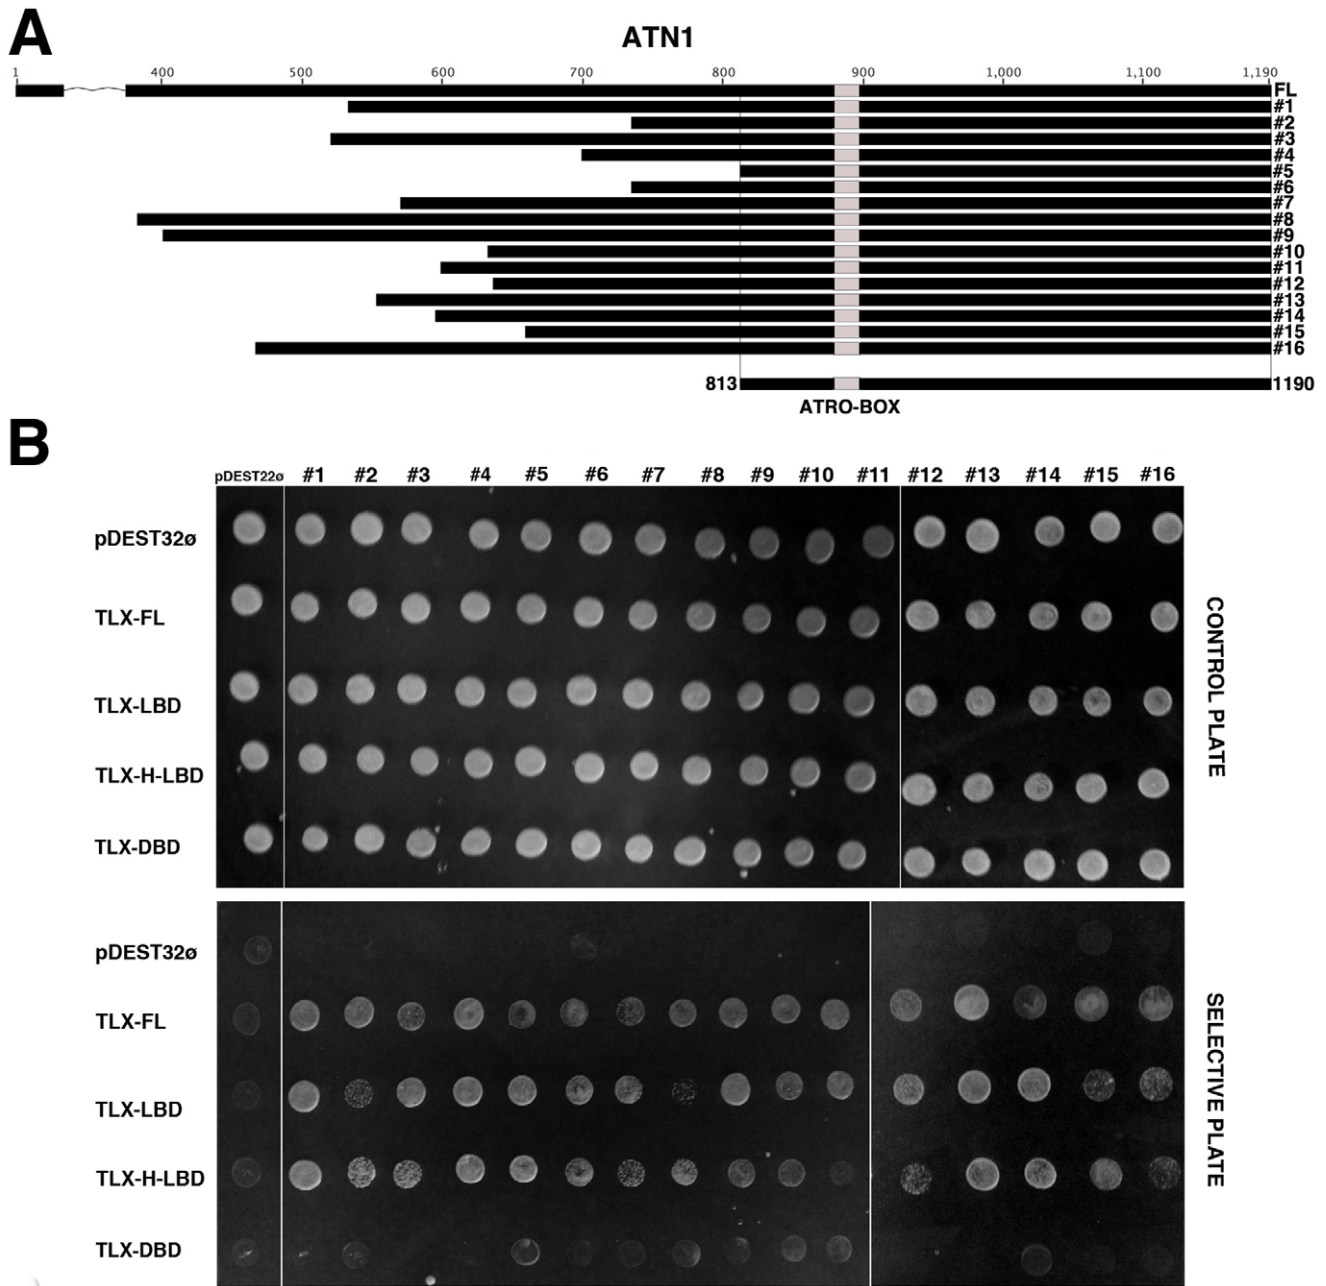 A
ATN1
1 400 500 600 700 800 900 1,000 1,100 1,190
FL
#1
#2
#3
#4
#5
#6
#7
#8
#9
#10
#11
#12
#13
#14
#15
#16
813 1190
ATRO-BOX
B
pDEST22ø #1 #2 #3 #4 #5 #6 #7 #8 #9 #10 #11 #12 #13 #14 #15 #16
pDEST32ø
TLX-FL
TLX-LBD
TLX-H-LBD
TLX-DBD
CONTROL PLATE
pDEST32ø
TLX-FL
TLX-LBD
TLX-H-LBD
TLX-DBD
SELECTIVE PLATE